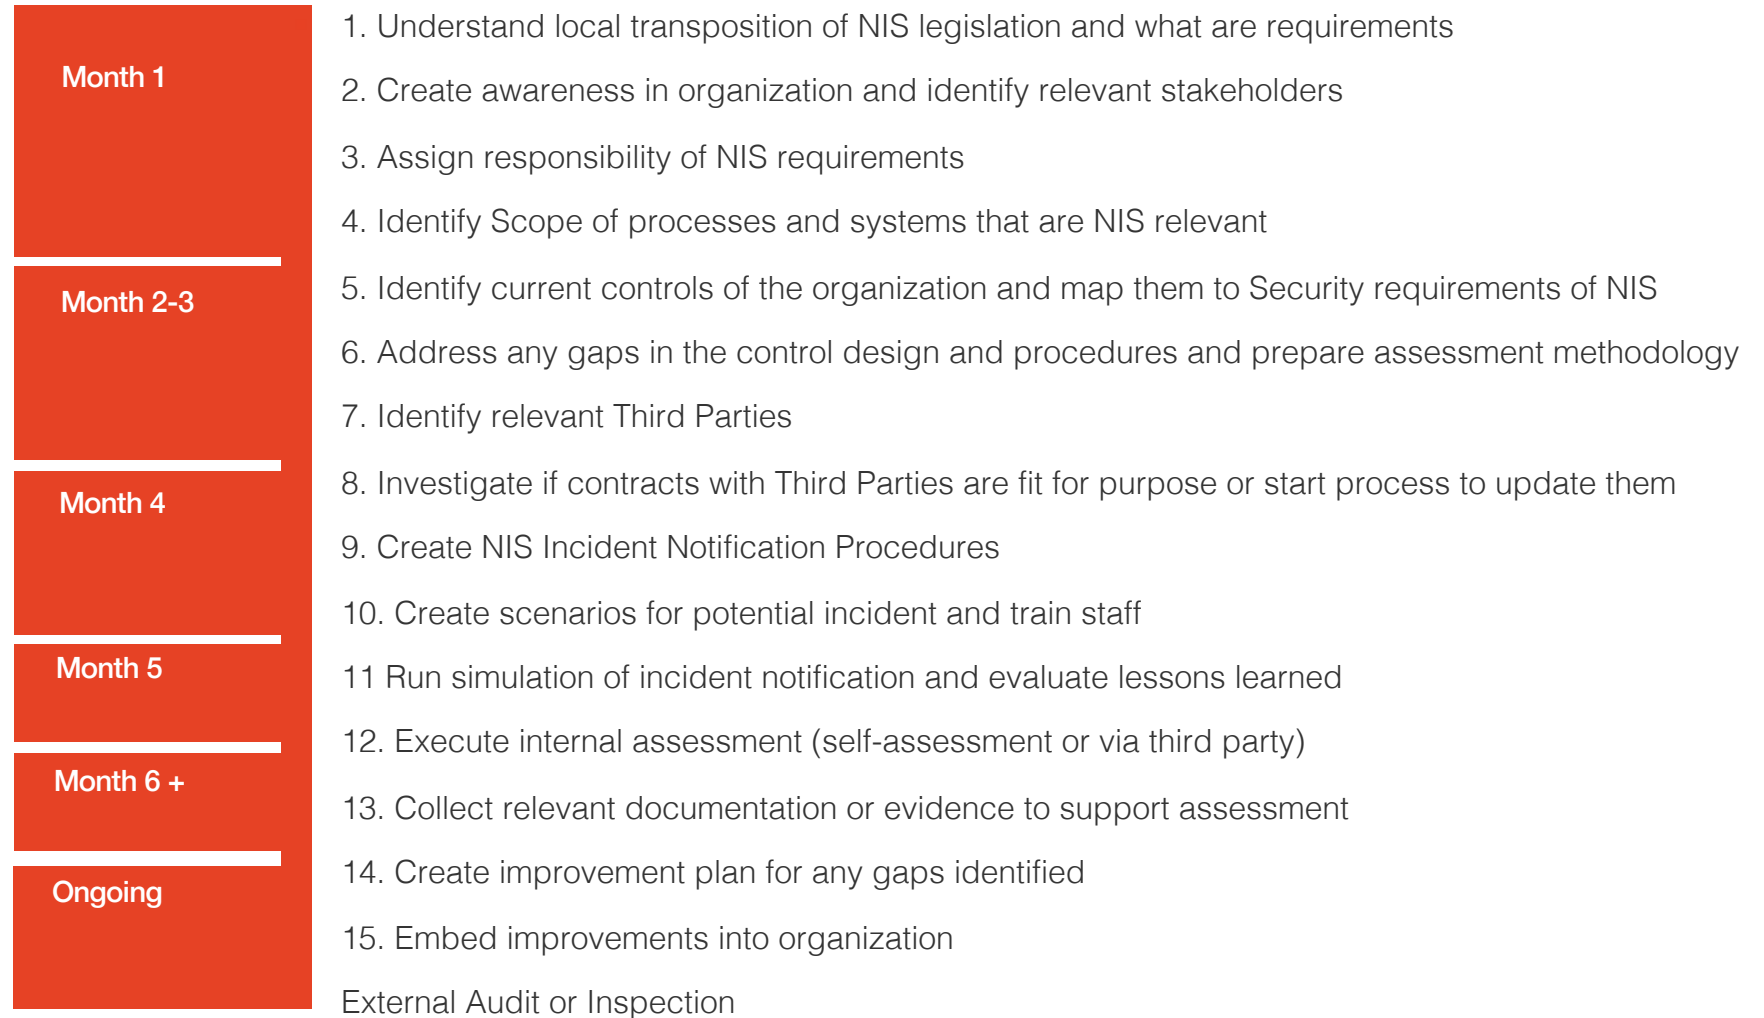 Month 1
1. Understand local transposition of NIS legislation and what are requirements
2. Create awareness in organization and identify relevant stakeholders
3. Assign responsibility of NIS requirements
4. Identify Scope of processes and systems that are NIS relevant
Month 2-3
5. Identify current controls of the organization and map them to Security requirements of NIS
6. Address any gaps in the control design and procedures and prepare assessment methodology
7. Identify relevant Third Parties
Month 4
8. Investigate if contracts with Third Parties are fit for purpose or start process to update them
9. Create NIS Incident Notification Procedures
10. Create scenarios for potential incident and train staff
Month 5
11 Run simulation of incident notification and evaluate lessons learned
12. Execute internal assessment (self-assessment or via third party)
Month 6 +
13. Collect relevant documentation or evidence to support assessment
Ongoing
14. Create improvement plan for any gaps identified
15. Embed improvements into organization
External Audit or Inspection